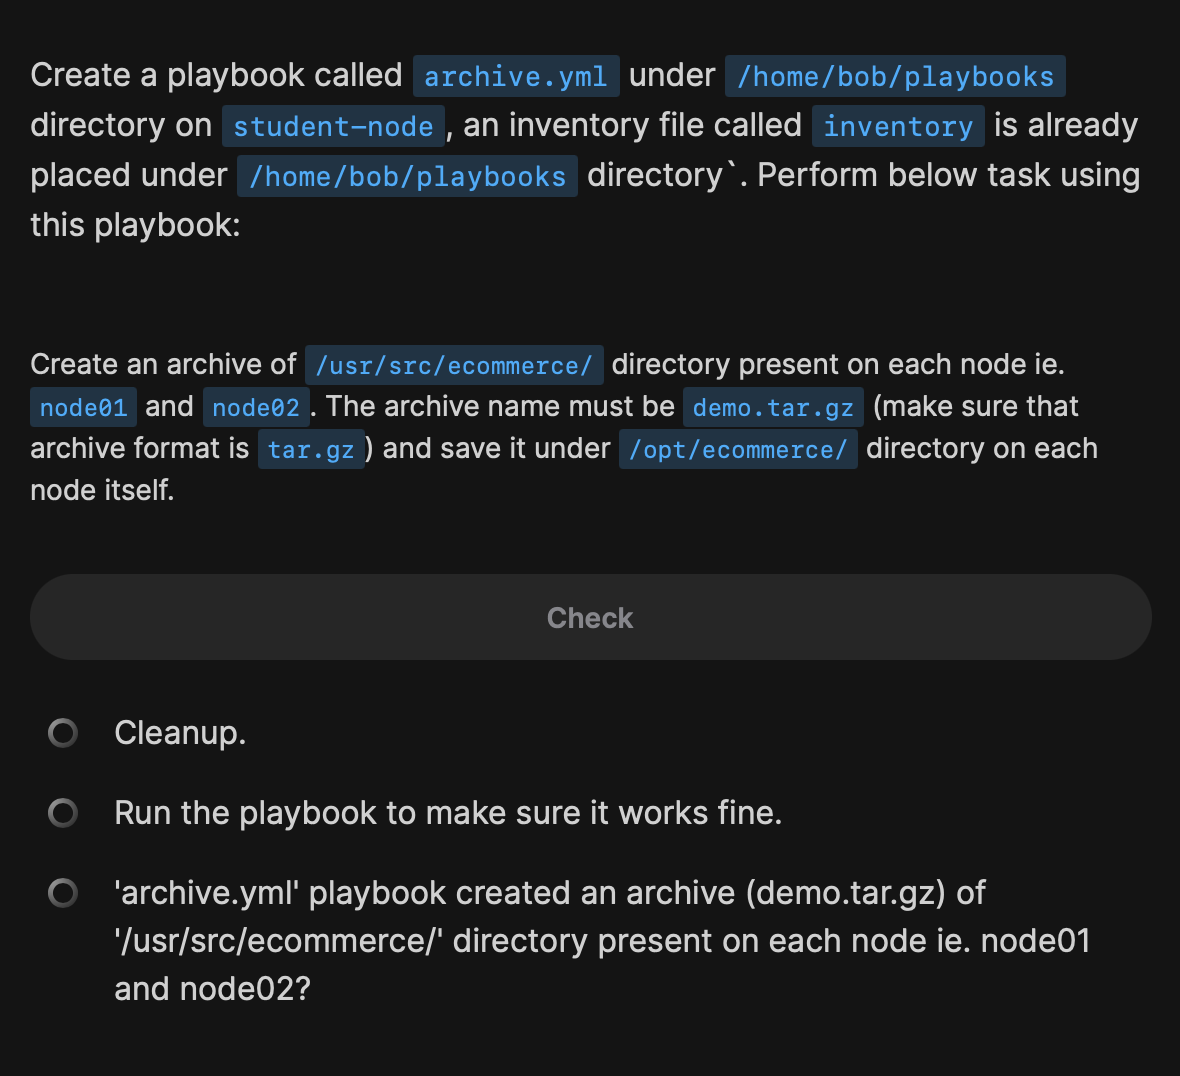 Create a playbook called archive.yml under /home/bob/playbooks
directory on student-node, an inventory file called inventory is already
placed under /home/bob/playbooks directory`. Perform below task using
this playbook:
Create an archive of /usr/src/ecommerce/ directory present on each node ie.
node01 and node02. The archive name must be demo.tar.gz (make sure that
archive format is tar.gz) and save it under /opt/ecommerce/ directory on each
node itself.
Check
Cleanup.
Run the playbook to make sure it works fine.
'archive.yml' playbook created an archive (demo.tar.gz) of
'/usr/src/ecommerce/' directory present on each node ie. node01
and node02?